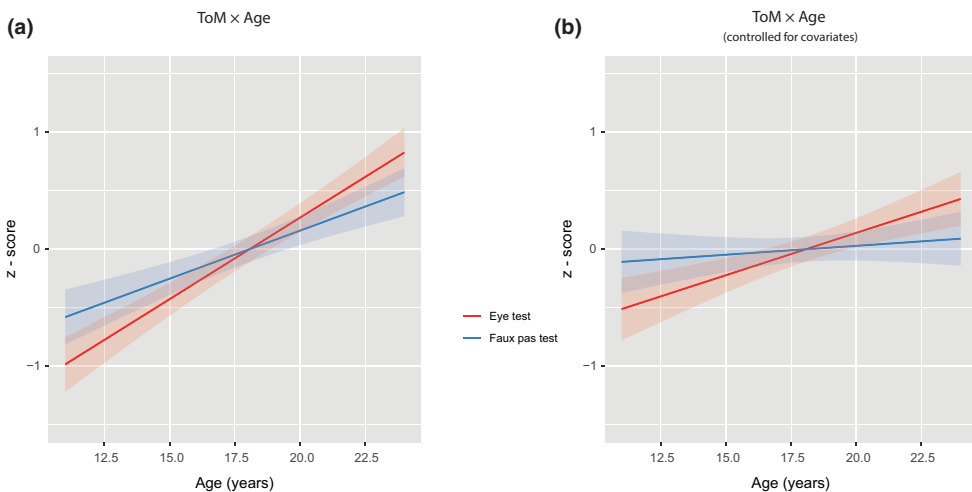 (a)
ToM × Age
1
0
−1
z - score
12.5 15.0 17.5 20.0 22.5
Age (years)
Eye test
Faux pas test
(b)
ToM × Age
(controlled for covariates)
1
0
−1
z - score
12.5 15.0 17.5 20.0 22.5
Age (years)